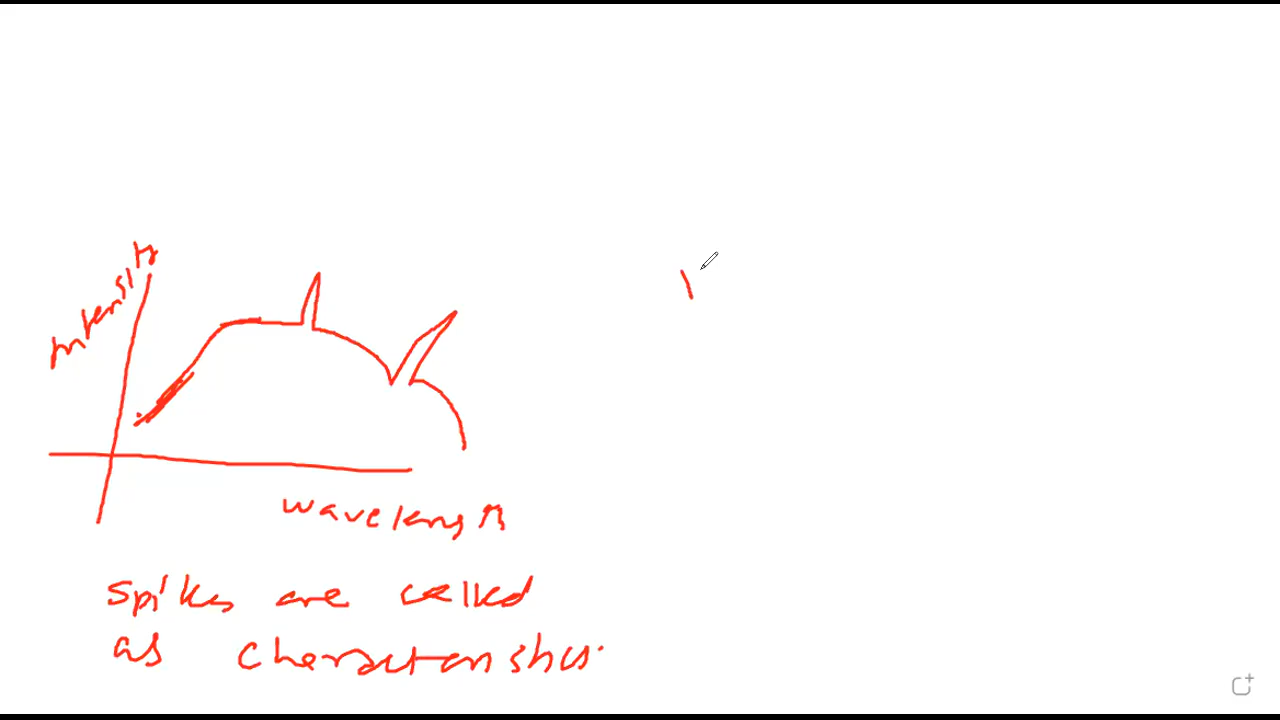 Intensity
wavelength
spikes are called
as characteristics.